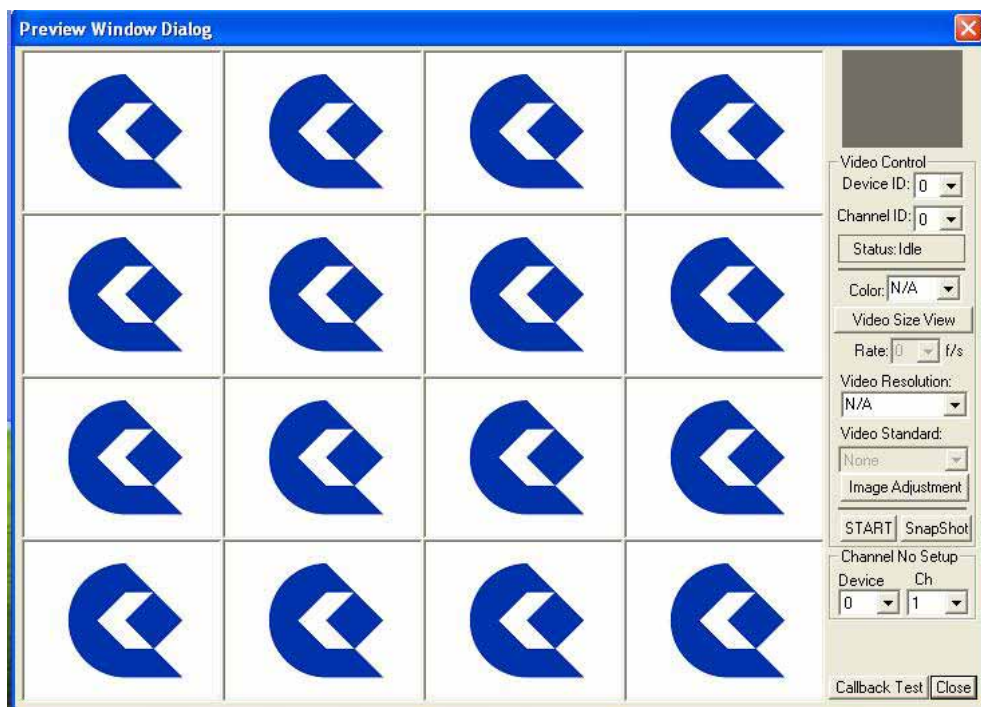 Preview Window Dialog
Video Control
Device ID: 0
Channel ID: 0
Status: Idle
Color: N/A
Video Size View
Rate: 0 f/s
Video Resolution:
N/A
Video Standard:
None
Image Adjustment
START SnapShot
Channel No Setup
Device Ch
0 1
Callback Test Close